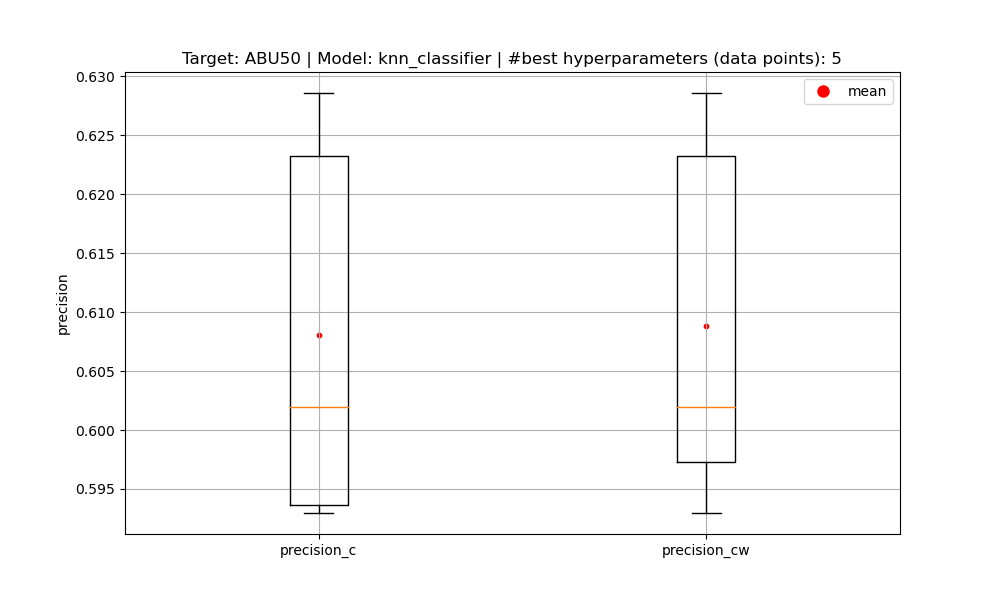 Target: ABU50 | Model: knn_classifier | #best hyperparameters (data points): 5
mean
0.630
0.625
0.620
0.615
0.610
0.605
0.600
0.595
precision
precision_c
precision_cw